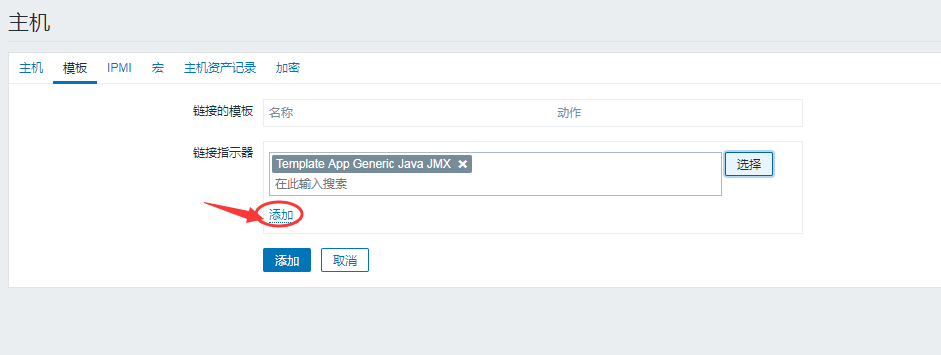 主机
主机 模板 IPMI 宏 主机资产记录 加密
链接的模板 名称 动作
链接指示器 Template App Generic Java JMX ✖ 选择
在此输入搜索
添加
添加 取消